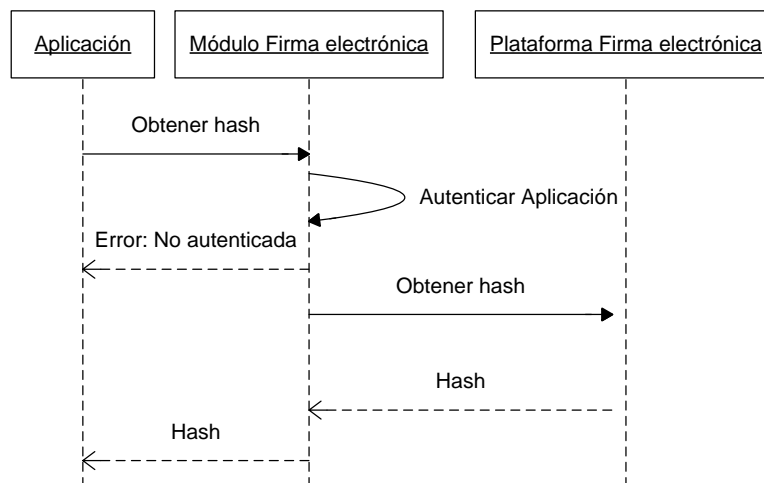 Aplicación
Módulo Firma electrónica
Plataforma Firma electrónica
Obtener hash
Autenticar Aplicación
Error: No autenticada
Obtener hash
Hash
Hash